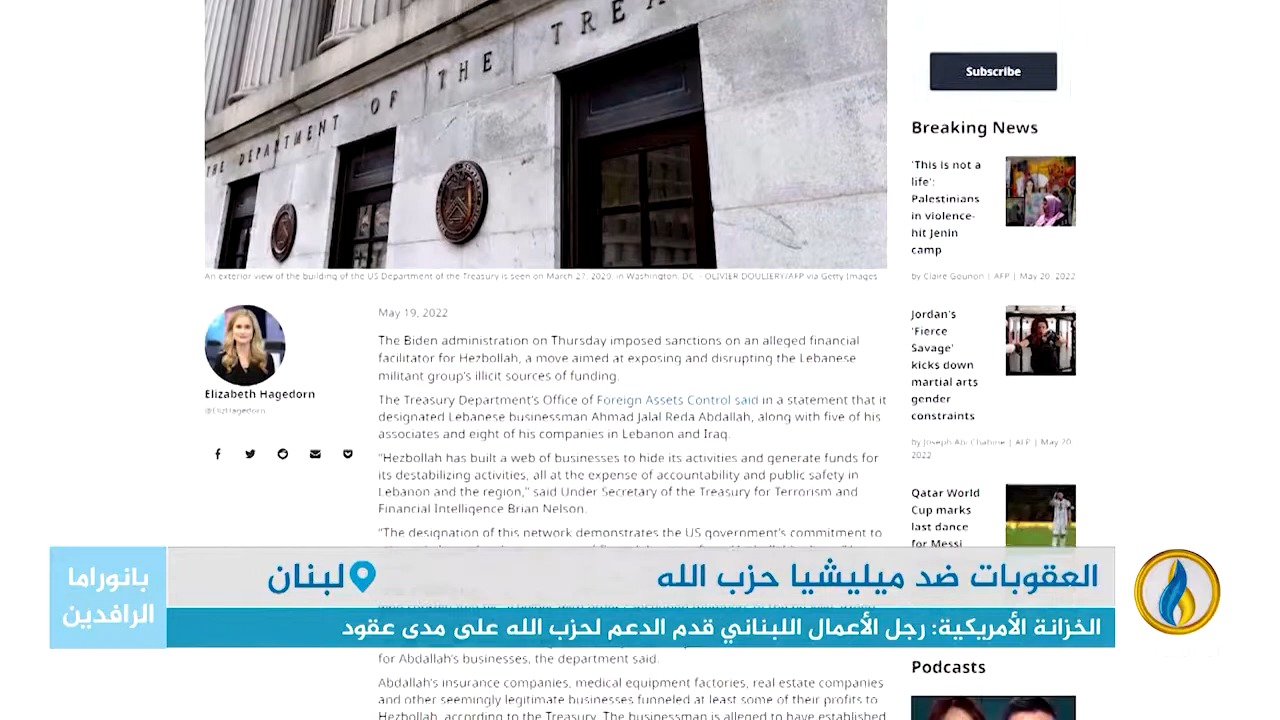 THE DEPARTMENT OF THE TREA
An exterior view of the building of the US Department of the Treasury is seen on March 27, 2020, in Washington, DC. - OLIVIER DOULIERY/AFP via Getty Images
Elizabeth Hagedorn
@ElizHagedorn
May 19, 2022
The Biden administration on Thursday imposed sanctions on an alleged financial
facilitator for Hezbollah, a move aimed at exposing and disrupting the Lebanese
militant group's illicit sources of funding.
The Treasury Department's Office of Foreign Assets Control said in a statement that it
designated Lebanese businessman Ahmad Jalal Reda Abdallah, along with five of his
associates and eight of his companies in Lebanon and Iraq.
"Hezbollah has built a web of businesses to hide its activities and generate funds for
its destabilizing activities, all at the expense of accountability and public safety in
Lebanon and the region," said Under Secretary of the Treasury for Terrorism and
Financial Intelligence Brian Nelson.
"The designation of this network demonstrates the US government's commitment to
for Abdallah's businesses, the department said.
Abdallah's insurance companies, medical equipment factories, real estate companies
and other seemingly legitimate businesses funneled at least some of their profits to
Hezbollah, according to the Treasury. The businessman is alleged to have established
Subscribe
Breaking News
'This is not a
life':
Palestinians
in violence-
hit Jenin
camp
by Claire Gounon | AFP | May 20, 2022
Jordan's
'Fierce
Savage'
kicks down
martial arts
gender
constraints
by Joseph Abi Chahine | AFP | May 20,
2022
Qatar World
Cup marks
last dance
for Messi
Podcasts
العقوبات ضد ميليشيا حزب الله
لبنان
الخزانة الأمريكية: رجل الأعمال اللبناني قدم الدعم لحزب الله على مدى عقود
بانوراما
الرافدين